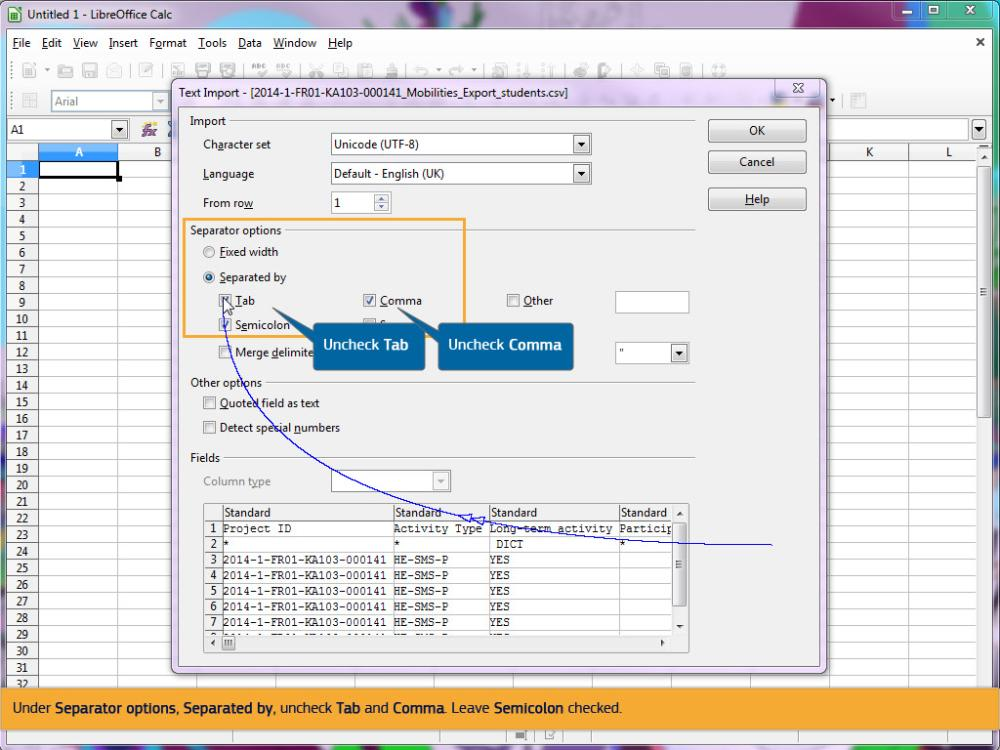 Untitled 1 - LibreOffice Calc
File Edit View Insert Format Tools Data Window Help
Arial
A1
A B K L
1
2
3
4
5
6
7
8
9
10
11
12
13
14
15
16
17
18
19
20
21
22
23
24
25
26
27
28
29
30
31
32
Text Import - [2014-1-FR01-KA103-000141_Mobilities_Export_students.csv]
Import
Character set Unicode (UTF-8)
Language Default - English (UK)
From row 1
OK
Cancel
Help
Separator options
Fixed width
Separated by
Tab Comma Other
Semicolon
Uncheck Tab
Uncheck Comma
Merge "
Other options
Quoted field as text
Detect special numbers
Fields
Column type
Standard Standard Standard Standard
1 Project ID Activity Type Long-term activity
2 * * DICT *
3 2014-1-FR01-KA103-000141 HE-SMS-P YES
4 2014-1-FR01-KA103-000141 HE-SMS-P YES
5 2014-1-FR01-KA103-000141 HE-SMS-P YES
6 2014-1-FR01-KA103-000141 HE-SMS-P YES
7 2014-1-FR01-KA103-000141 HE-SMS-P YES
Under Separator options, Separated by, uncheck Tab and Comma. Leave Semicolon checked.